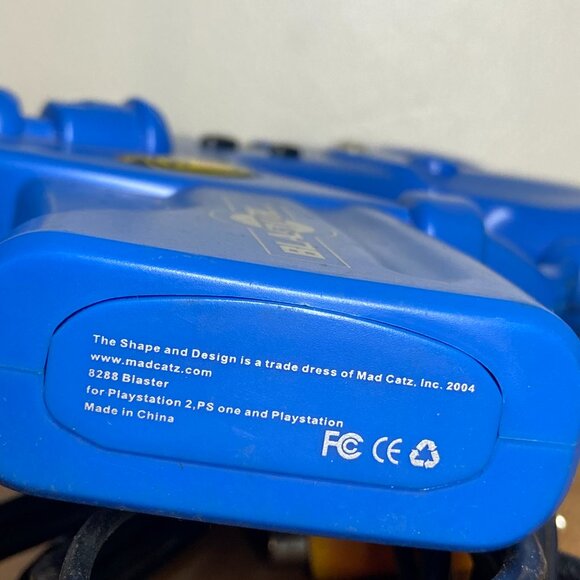 BLASTER
The Shape and Design is a trade dress of Mad Catz, Inc. 2004
www.madcatz.com
8288 Blaster
for Playstation 2,PS one and Playstation
Made in China
FC CE